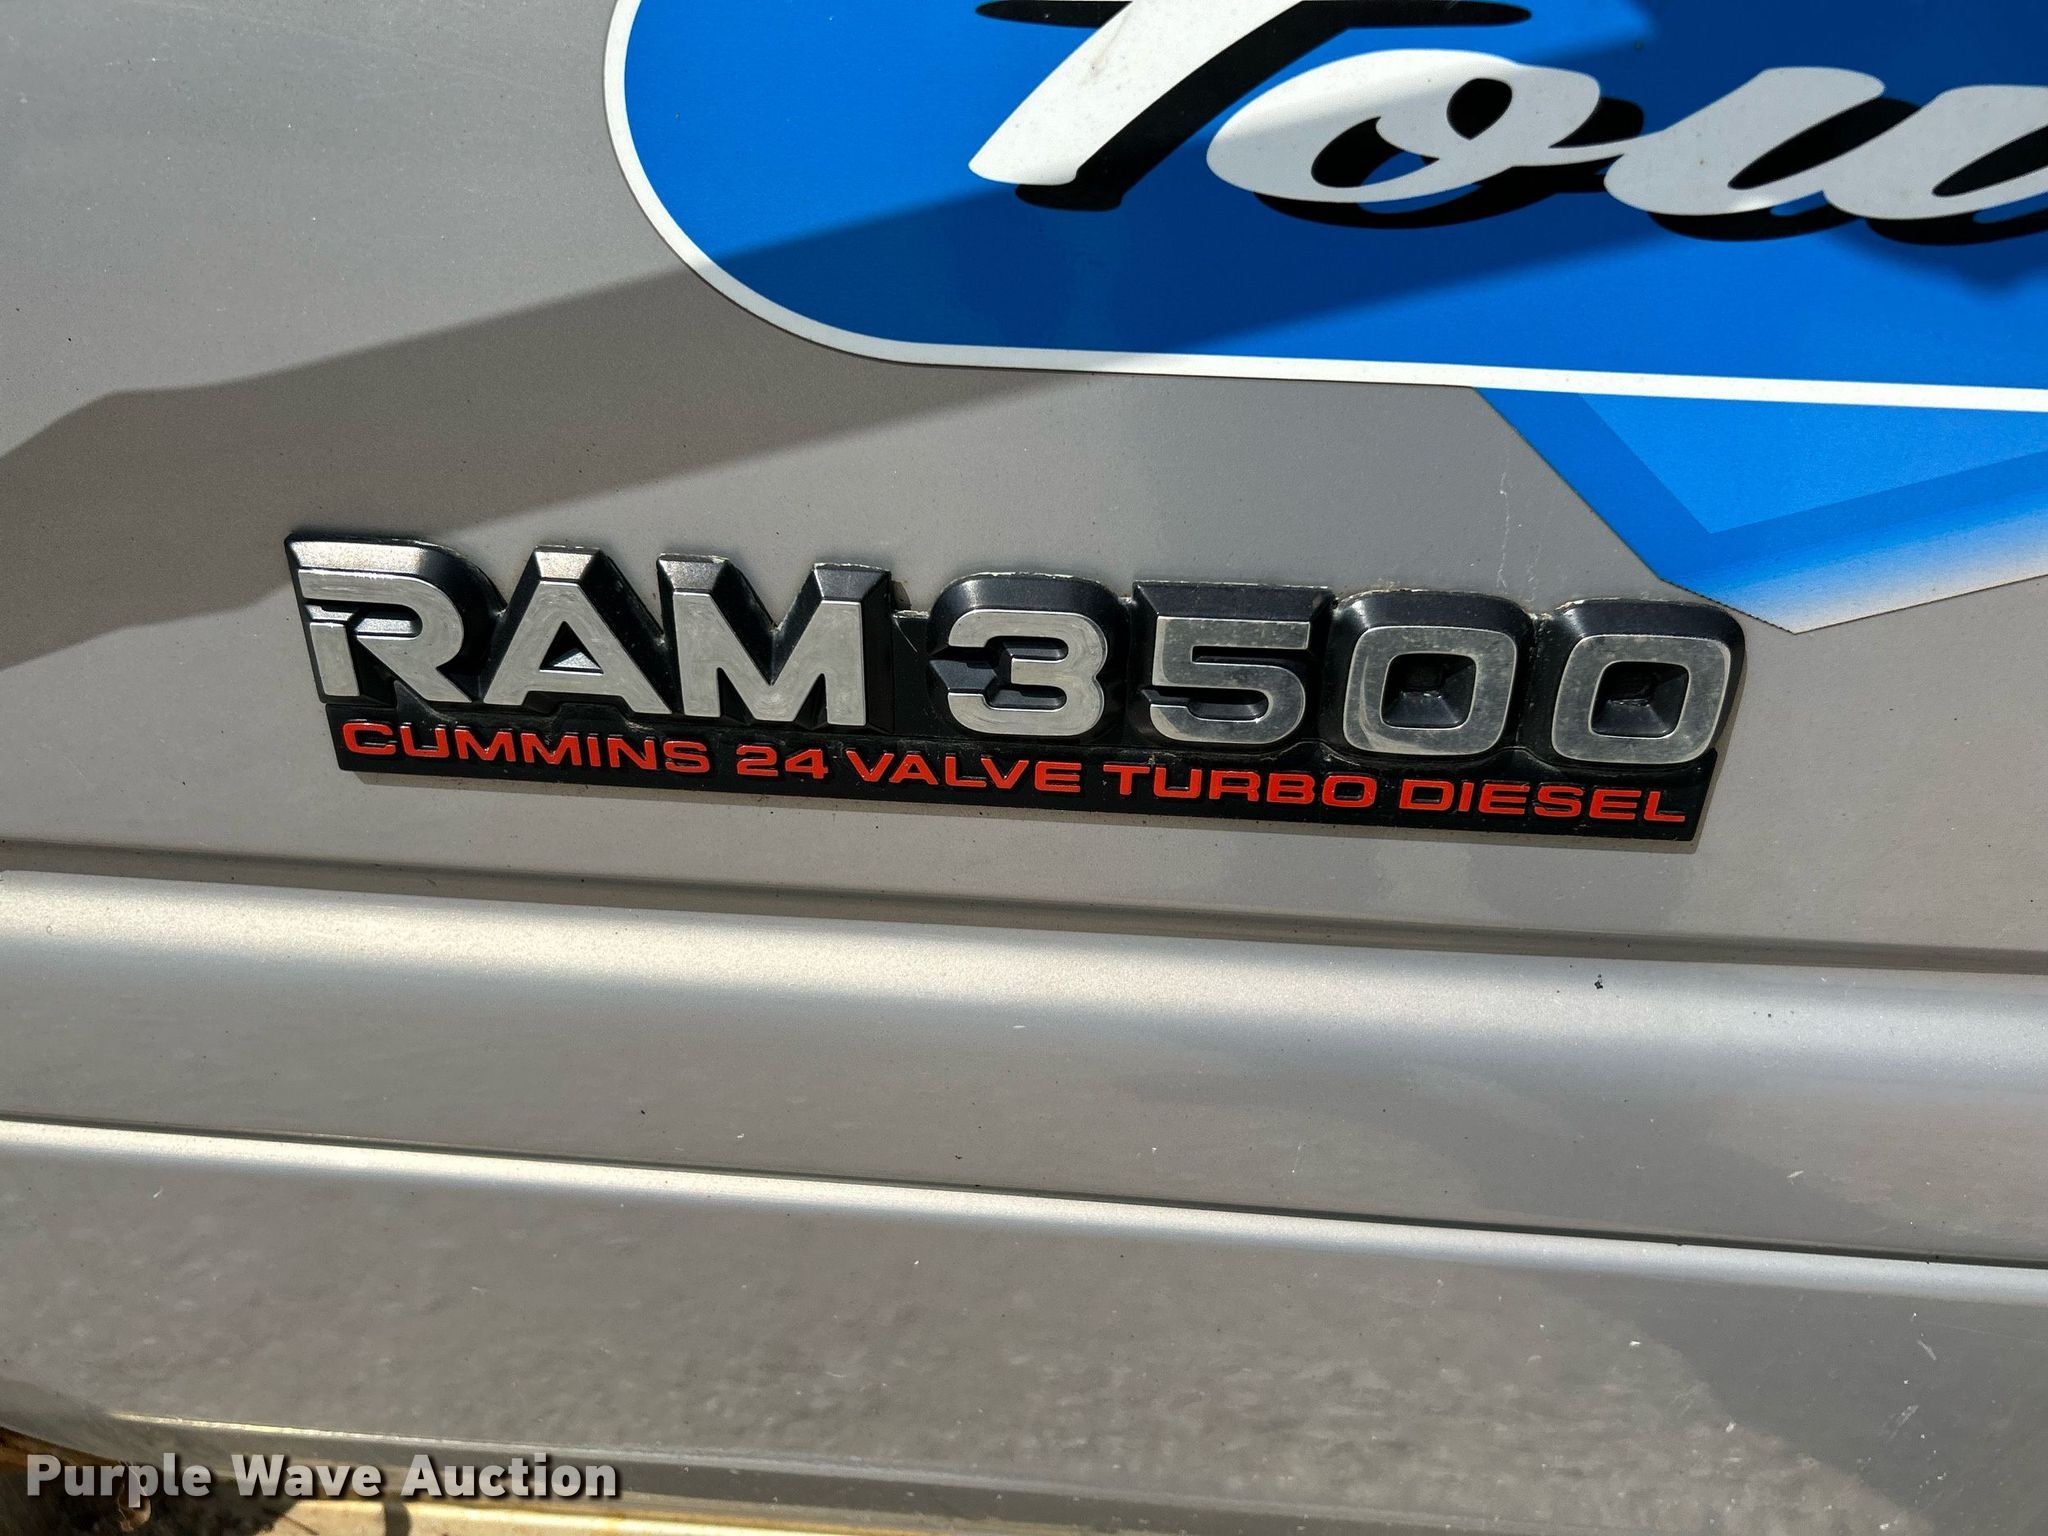 RAM 3500
CUMMINS 24 VALVE TURBO DIESEL
Purple Wave Auction